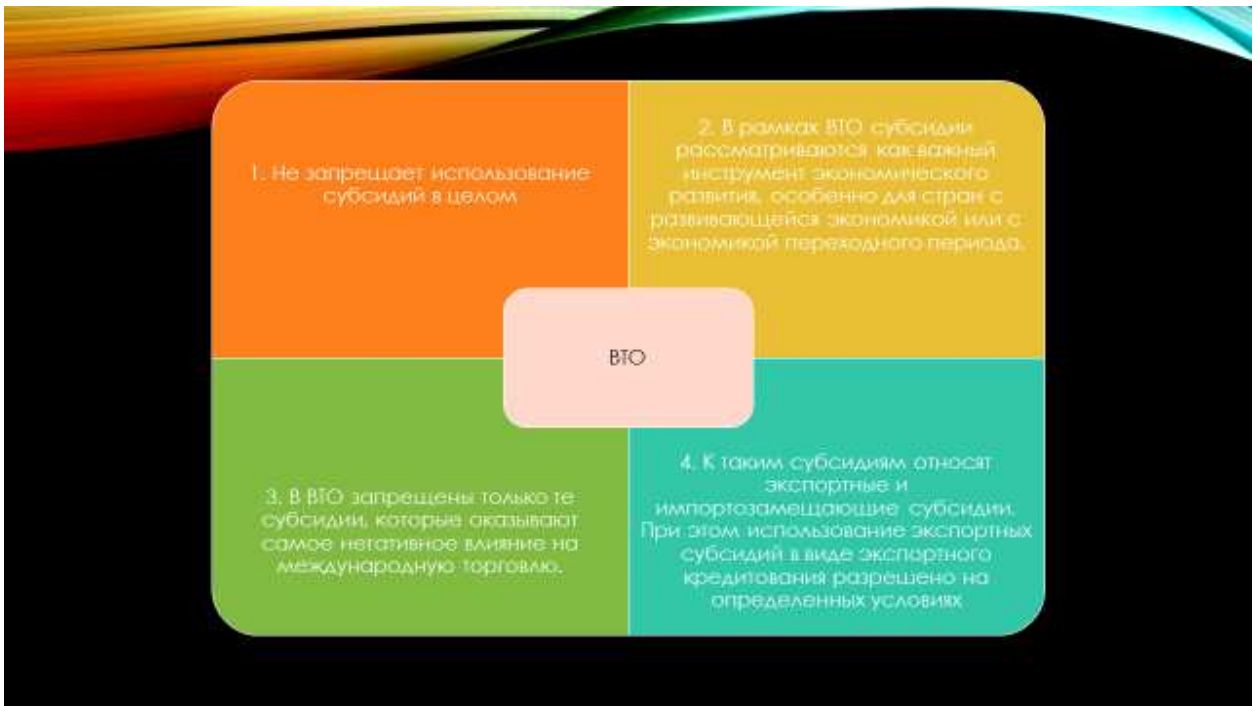 1. Не запрещает использование
субсидий в целом
2. В рамках ВТО субсидии
рассматриваются как важный
инструмент экономического
развития, особенно для стран с
развивающейся экономикой или с
экономикой переходного периода.
ВТО
3. В ВТО запрещены только те
субсидии, которые оказывают
самое негативное влияние на
международную торговлю.
4. К таким субсидиям относят
экспортные и
импортозамещающие субсидии.
При этом использование экспортных
субсидий в виде экспортного
кредитования разрешено на
определенных условиях